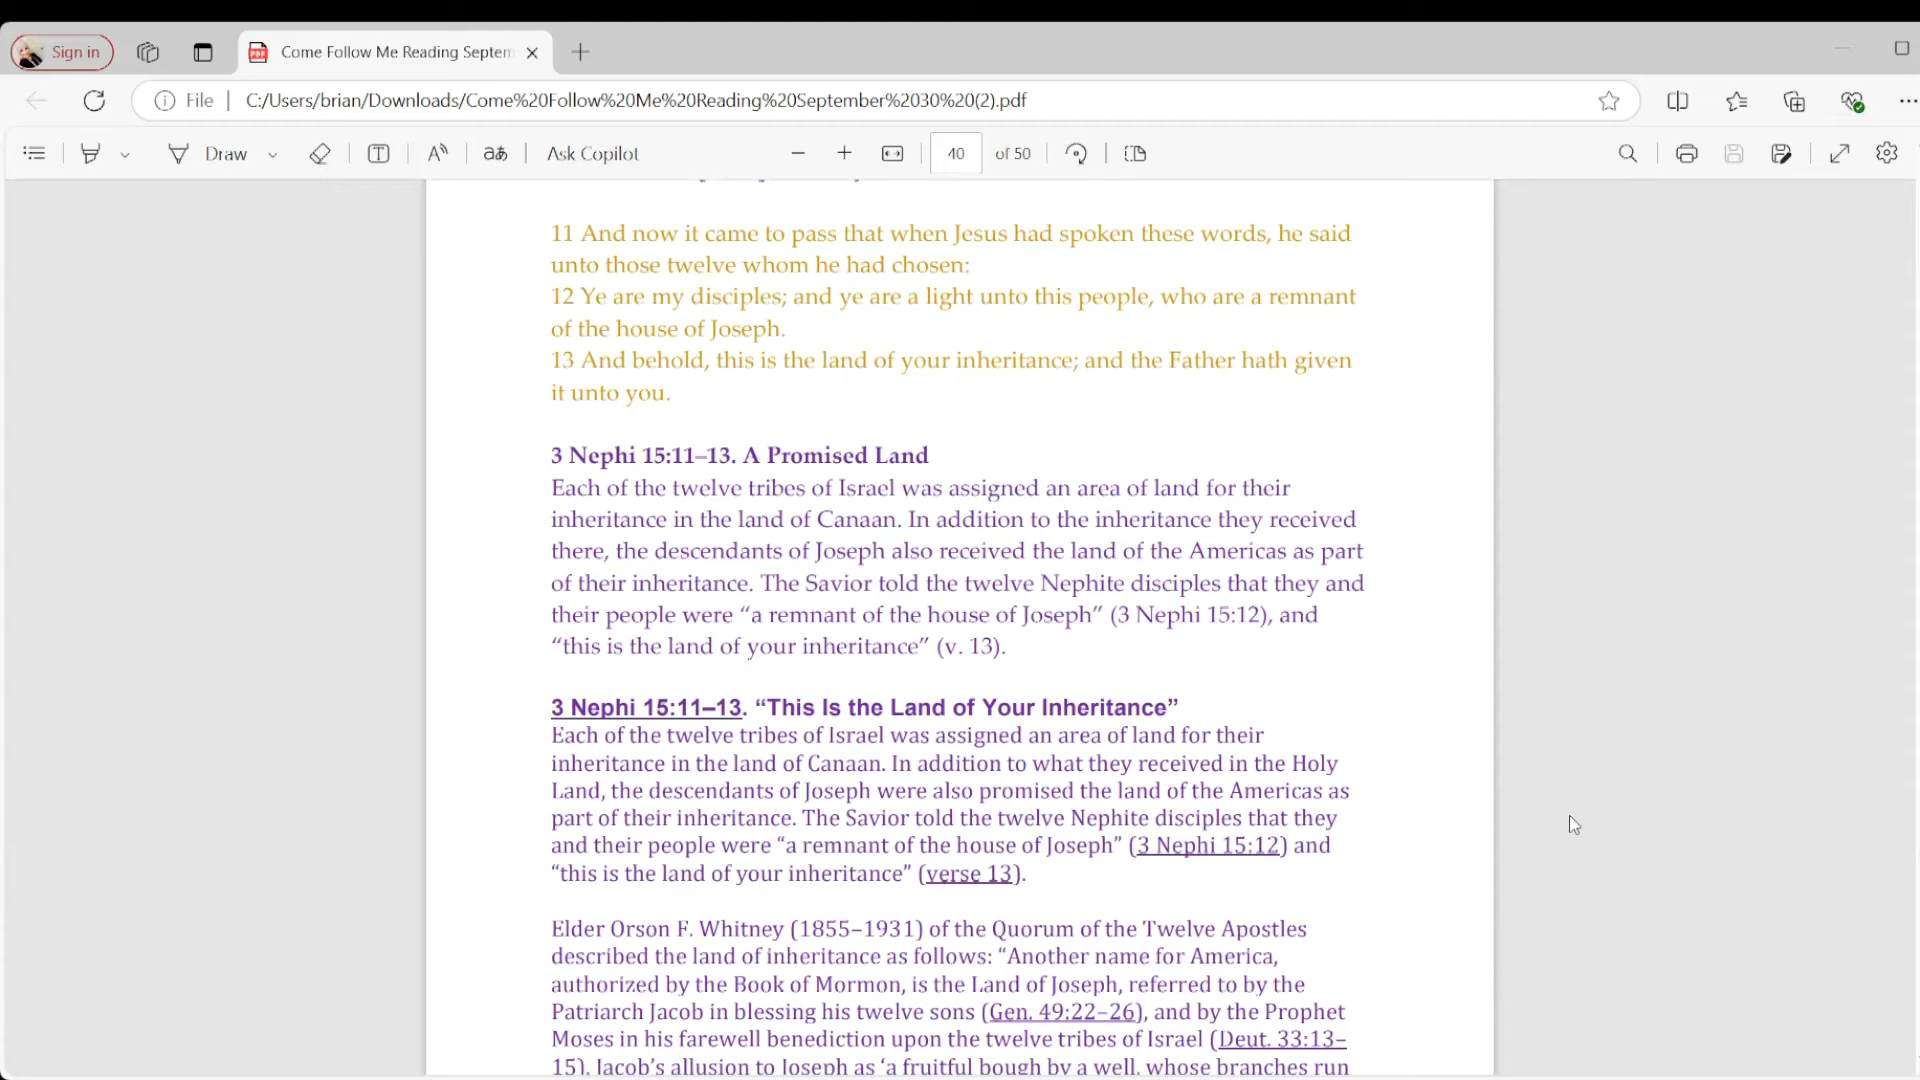 Sign in
Come Follow Me Reading Septem
File
C:/Users/brian/Downloads/Come%20Follow%20Me%20Reading%20September%2030%20(2).pdf
Draw
Ask Copilot
40 of 50
11 And now it came to pass that when Jesus had spoken these words, he said
unto those twelve whom he had chosen:
12 Ye are my disciples; and ye are a light unto this people, who are a remnant
of the house of Joseph.
13 And behold, this is the land of your inheritance; and the Father hath given
it unto you.
3 Nephi 15:11–13. A Promised Land
Each of the twelve tribes of Israel was assigned an area of land for their
inheritance in the land of Canaan. In addition to the inheritance they received
there, the descendants of Joseph also received the land of the Americas as part
of their inheritance. The Savior told the twelve Nephite disciples that they and
their people were “a remnant of the house of Joseph” (3 Nephi 15:12), and
“this is the land of your inheritance” (v. 13).
3 Nephi 15:11–13. “This Is the Land of Your Inheritance”
Each of the twelve tribes of Israel was assigned an area of land for their
inheritance in the land of Canaan. In addition to what they received in the Holy
Land, the descendants of Joseph were also promised the land of the Americas as
part of their inheritance. The Savior told the twelve Nephite disciples that they
and their people were “a remnant of the house of Joseph” (3 Nephi 15:12) and
“this is the land of your inheritance” (verse 13).
Elder Orson F. Whitney (1855–1931) of the Quorum of the Twelve Apostles
described the land of inheritance as follows: “Another name for America,
authorized by the Book of Mormon, is the Land of Joseph, referred to by the
Patriarch Jacob in blessing his twelve sons (Gen. 49:22–26), and by the Prophet
Moses in his farewell benediction upon the twelve tribes of Israel (Deut. 33:13–
15). Jacob’s allusion to Joseph as ‘a fruitful bough by a well, whose branches run